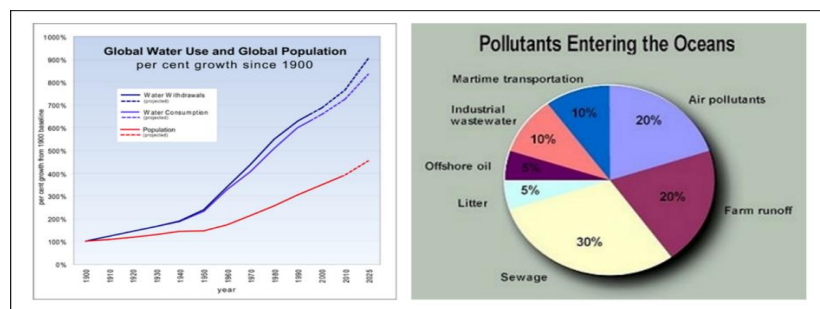 Global Water Use and Global Population
per cent growth since 1900
1000%
900%
800%
700%
600%
500%
400%
300%
200%
100%
0%
per cent growth from 1900 baseline
Water Withdrawals
(projected)
Water Consumption
(projected)
Population
(projected)
1900
1910
1920
1930
1940
1950
1960
1970
1980
1990
2000
2010
2025
year
Pollutants Entering the Oceans
Martime transportation
Air pollutants
Industrial
wastewater
10%
20%
10%
Offshore oil
5%
Litter
5%
20%
Farm runoff
30%
Sewage